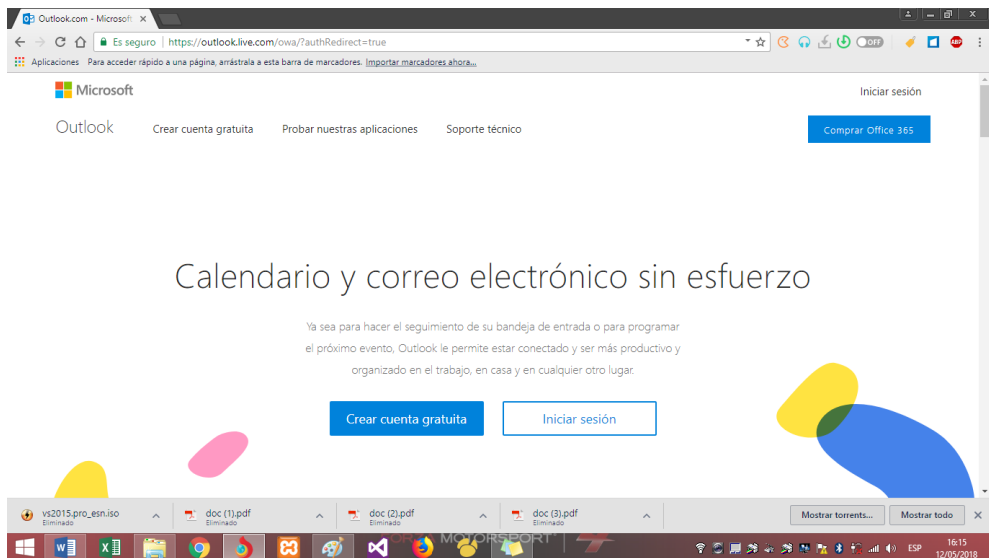 Outlook.com - Microsoft
Es seguro
https://outlook.live.com/owa/?authRedirect=true
OFF
ABP
Aplicaciones
Para acceder rápido a una página, arrástrala a esta barra de marcadores.
Importar marcadores ahora...
Microsoft
Iniciar sesión
Outlook
Crear cuenta gratuita
Probar nuestras aplicaciones
Soporte técnico
Comprar Office 365
Calendario y correo electrónico sin esfuerzo
Ya sea para hacer el seguimiento de su bandeja de entrada o para programar
el próximo evento, Outlook le permite estar conectado y ser más productivo y
organizado en el trabajo, en casa y en cualquier otro lugar.
Crear cuenta gratuita
Iniciar sesión
vs2015.pro_esn.iso
Eliminado
doc (1).pdf
Eliminado
doc (2).pdf
Eliminado
doc (3).pdf
Eliminado
Mostrar torrents...
Mostrar todo
MOTORSPORT
ESP
16:15
12/05/2018